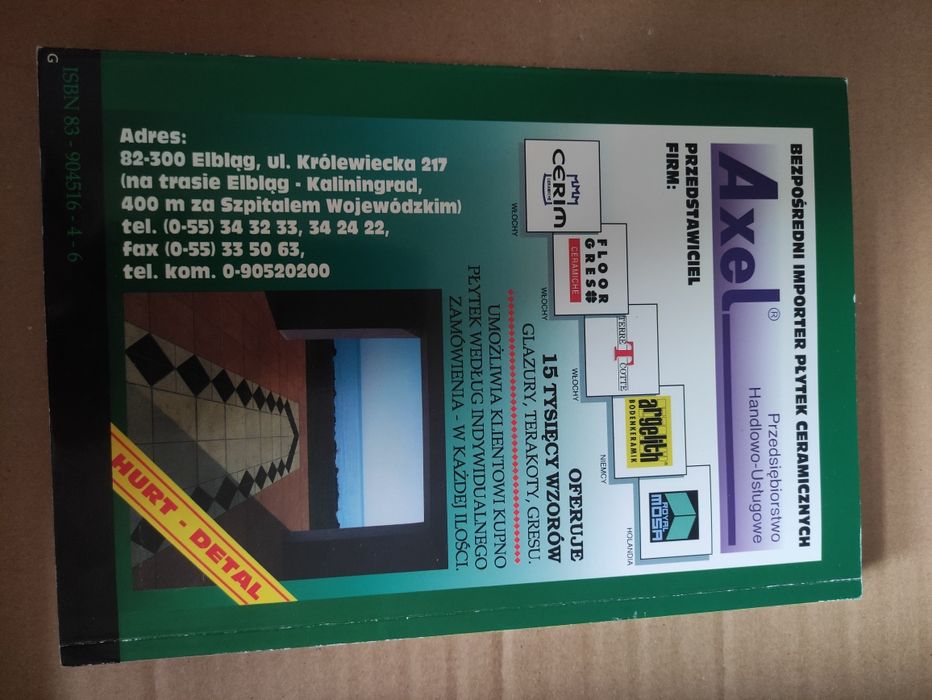 BEZPOŚREDNI IMPORTER PŁYTEK CERAMICZNYCH
Axel®
Przedsiębiorstwo
Handlowo-Usługowe
PRZEDSTAWICIEL
FIRM:
CERIM
WŁOCHY
FLOOR
GRES
CERAMICHE
WŁOCHY
TERRE
COTTE
WŁOCHY
argelith
BODENKERAMIK
NIEMCY
ROYAL
MOSA
HOLANDIA
OFERUJE
15 TYSIĘCY WZORÓW
GLAZURY, TERAKOTY, GRESU.
UMOŻLIWIA KLIENTOWI KUPNO
PŁYTEK WEDŁUG INDYWIDUALNEGO
ZAMÓWIENIA - W KAŻDEJ ILOŚCI.
Adres:
82-300 Elbląg, ul. Królewiecka 217
(na trasie Elbląg - Kaliningrad,
400 m za Szpitalem Wojewódzkim)
tel. (0-55) 34 32 33, 34 24 22,
fax (0-55) 33 50 63,
tel. kom. 0-90520200
HURT - DETAL
ISBN 83 - 904516 - 4 - 6
G